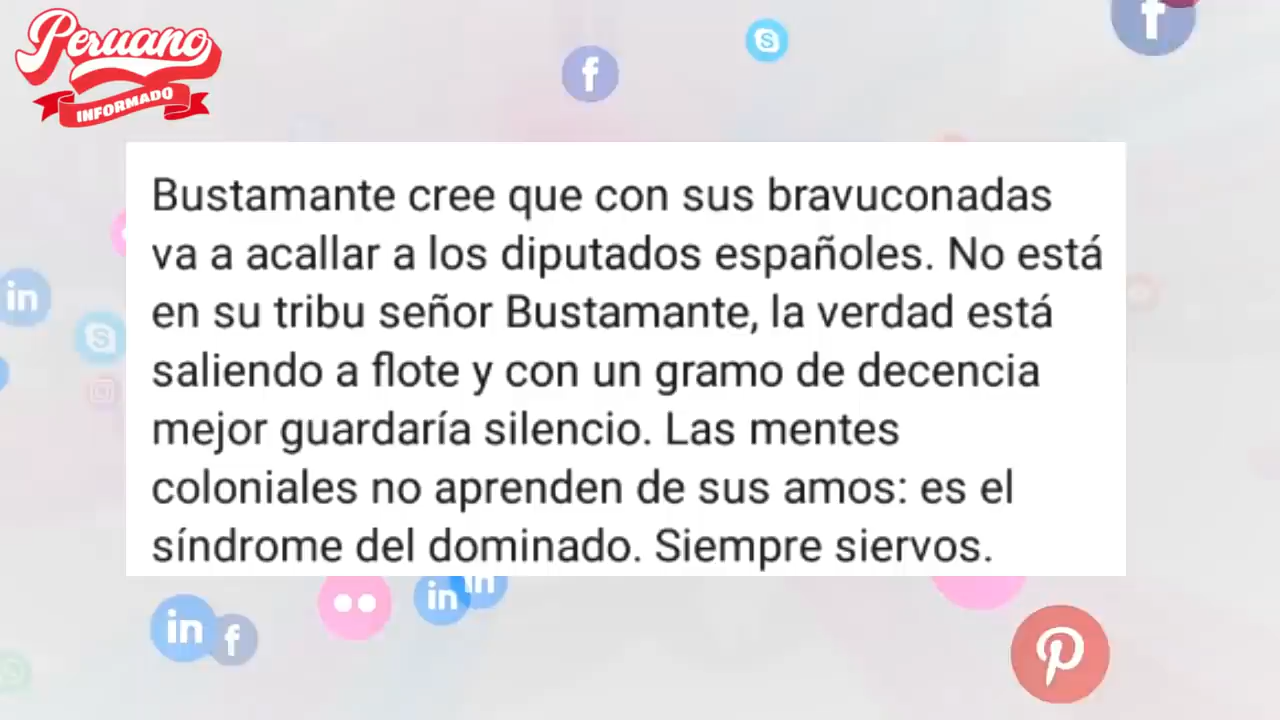 Peruano
INFORMADO
Bustamante cree que con sus bravuconadas
va a acallar a los diputados españoles. No está
en su tribu señor Bustamante, la verdad está
saliendo a flote y con un gramo de decencia
mejor guardaría silencio. Las mentes
coloniales no aprenden de sus amos: es el
síndrome del dominado. Siempre siervos.